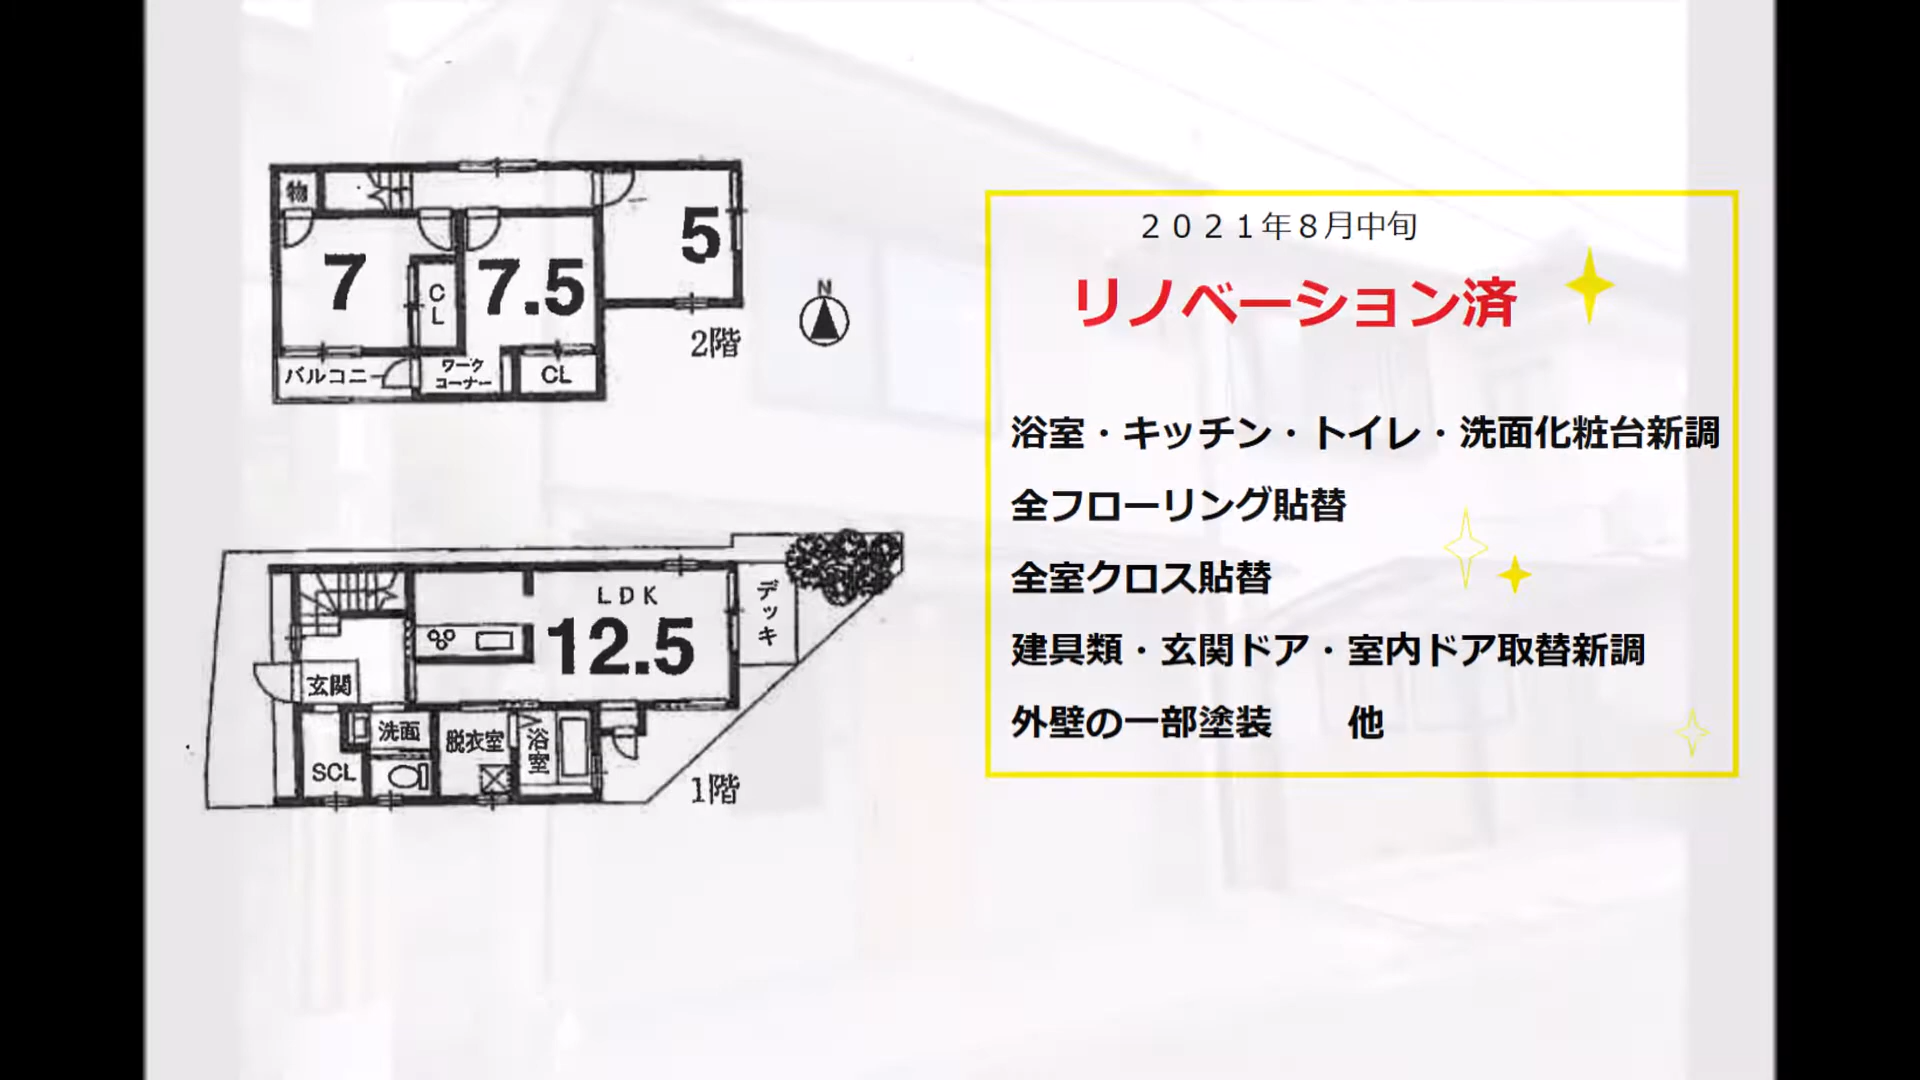 物
7
CL
7.5
5
バルコニー
ワーク
コーナー
CL
2階
N
LDK
12.5
デッキ
玄関
洗面
脱衣室
浴室
SCL
1階
２０２１年８月中旬
リノベーション済
浴室・キッチン・トイレ・洗面化粧台新調
全フローリング貼替
全室クロス貼替
建具類・玄関ドア・室内ドア取替新調
外壁の一部塗装　　他